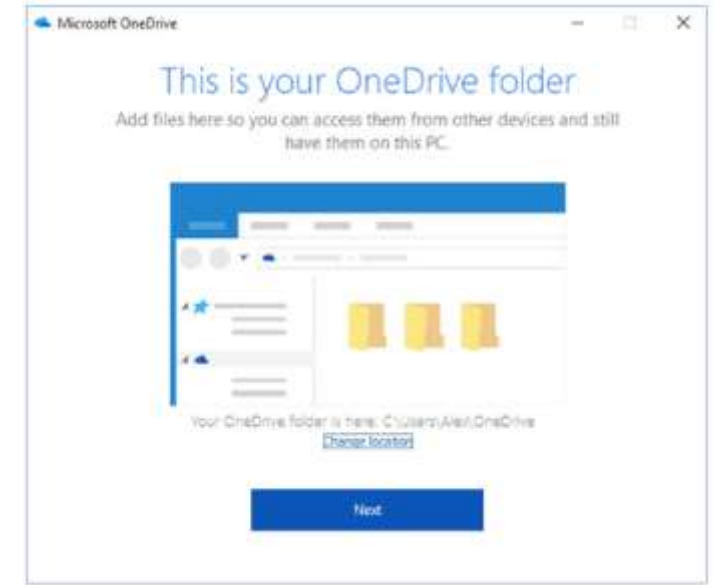 Microsoft OneDrive
This is your OneDrive folder
Add files here so you can access them from other devices and still
have them on this PC.
Your OneDrive folder is here: C:\Users\Alex\OneDrive
Change location
Next